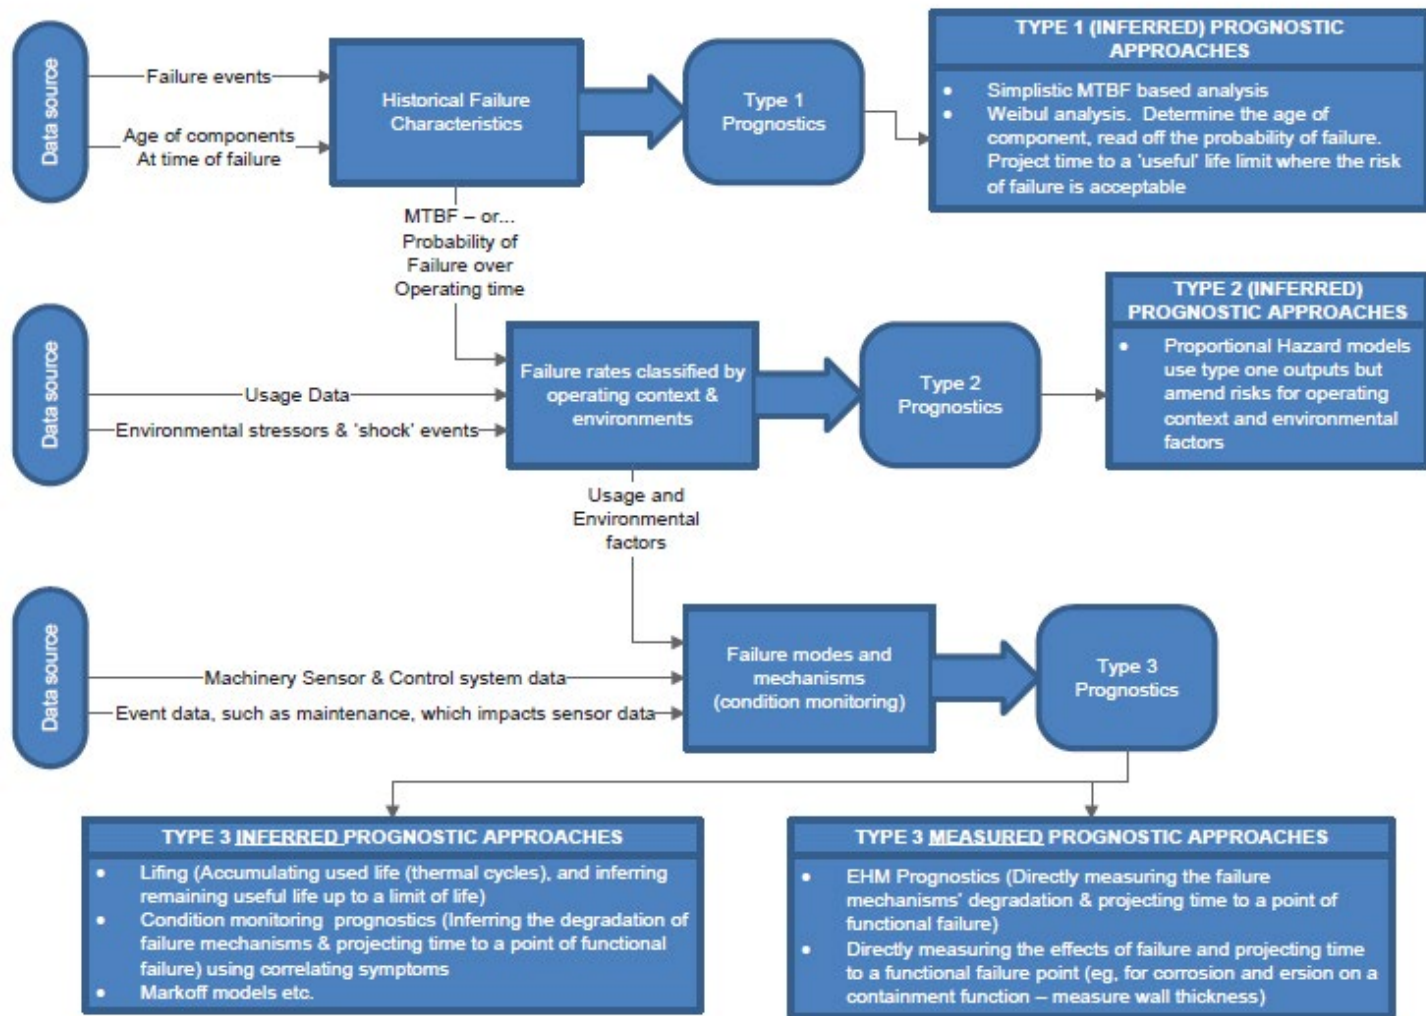 Data source
Failure events
Age of components
At time of failure
Historical Failure
Characteristics
Type 1
Prognostics
TYPE 1 (INFERRED) PROGNOSTIC
APPROACHES
• Simplistic MTBF based analysis
• Weibul analysis. Determine the age of
component, read off the probability of failure.
Project time to a 'useful' life limit where the risk
of failure is acceptable
MTBF – or...
Probability of
Failure over
Operating time
Data source
Usage Data
Environmental stressors & 'shock' events
Failure rates classified by
operating context &
environments
Type 2
Prognostics
TYPE 2 (INFERRED)
PROGNOSTIC APPROACHES
• Proportional Hazard models
use type one outputs but
amend risks for operating
context and environmental
factors
Usage and
Environmental
factors
Data source
Machinery Sensor & Control system data
Event data, such as maintenance, which impacts sensor data
Failure modes and
mechanisms
(condition monitoring)
Type 3
Prognostics
TYPE 3 INFERRED PROGNOSTIC APPROACHES
• Lifing (Accumulating used life (thermal cycles), and inferring
remaining useful life up to a limit of life)
• Condition monitoring prognostics (Inferring the degradation of
failure mechanisms & projecting time to a point of functional
failure) using correlating symptoms
• Markoff models etc.
TYPE 3 MEASURED PROGNOSTIC APPROACHES
• EHM Prognostics (Directly measuring the failure
mechanisms' degradation & projecting time to a point of
functional failure)
• Directly measuring the effects of failure and projecting time
to a functional failure point (eg, for corrosion and ersion on a
containment function – measure wall thickness)